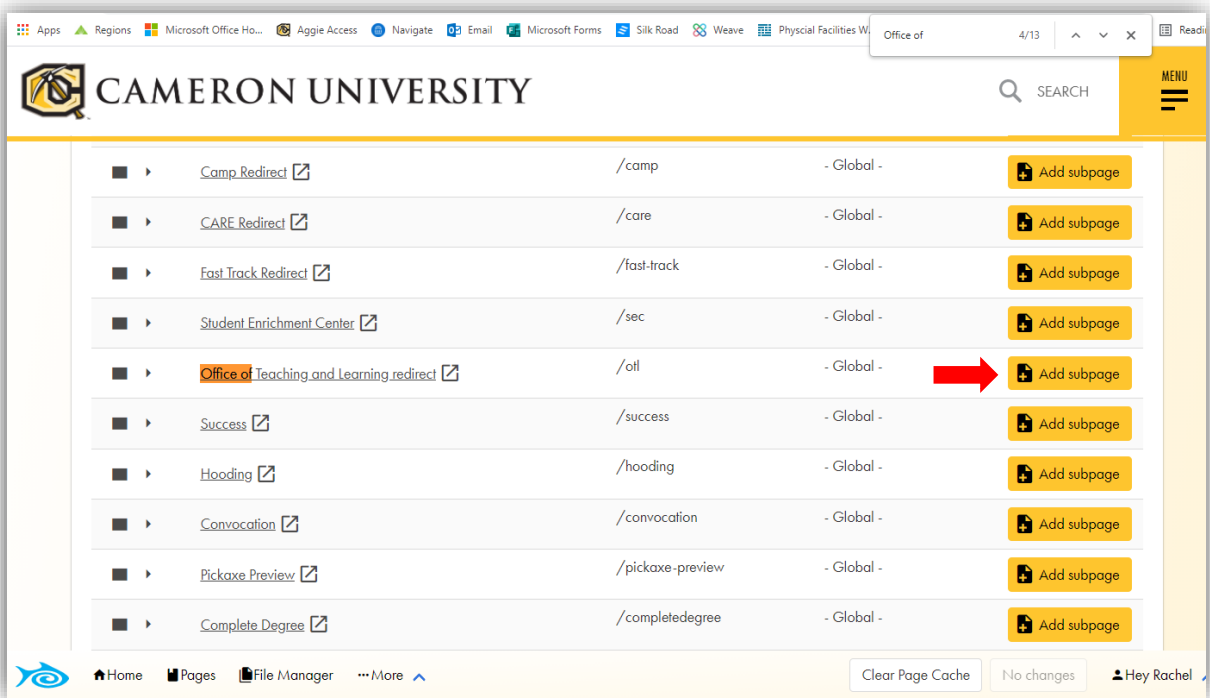 Apps Regions Microsoft Office Ho... Aggie Access Navigate Email Microsoft Forms Silk Road Weave Physcial Facilities W. Office of 4/13 Readi
CAMERON UNIVERSITY SEARCH MENU
Camp Redirect /camp - Global - Add subpage
CARE Redirect /care - Global - Add subpage
Fast Track Redirect /fast-track - Global - Add subpage
Student Enrichment Center /sec - Global - Add subpage
Office of Teaching and Learning redirect /otl - Global - Add subpage
Success /success - Global - Add subpage
Hooding /hooding - Global - Add subpage
Convocation /convocation - Global - Add subpage
Pickaxe Preview /pickaxe-preview - Global - Add subpage
Complete Degree /completedegree - Global - Add subpage
Home Pages File Manager More Clear Page Cache No changes Hey Rachel